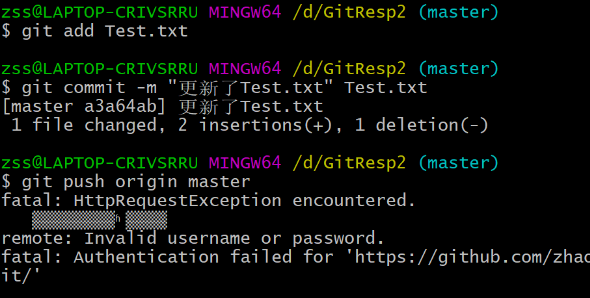 zss@LAPTOP-CRIVSRRU MINGW64 /d/GitResp2 (master)
$ git add Test.txt
zss@LAPTOP-CRIVSRRU MINGW64 /d/GitResp2 (master)
$ git commit -m "更新了Test.txt" Test.txt
[master a3a64ab] 更新了Test.txt
1 file changed, 2 insertions(+), 1 deletion(-)
zss@LAPTOP-CRIVSRRU MINGW64 /d/GitResp2 (master)
$ git push origin master
fatal: HttpRequestException encountered.
remote: Invalid username or password.
fatal: Authentication failed for 'https://github.com/zhao
it/'